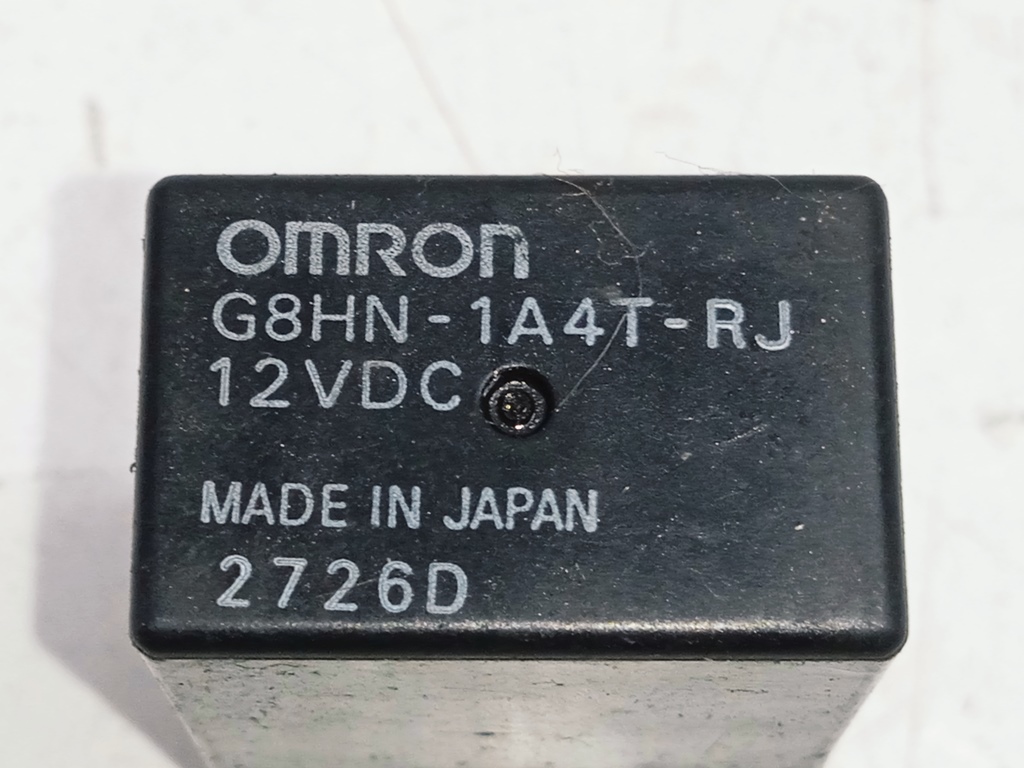 omron
G8HN-1A4T-RJ
12VDC
MADE IN JAPAN
2726D